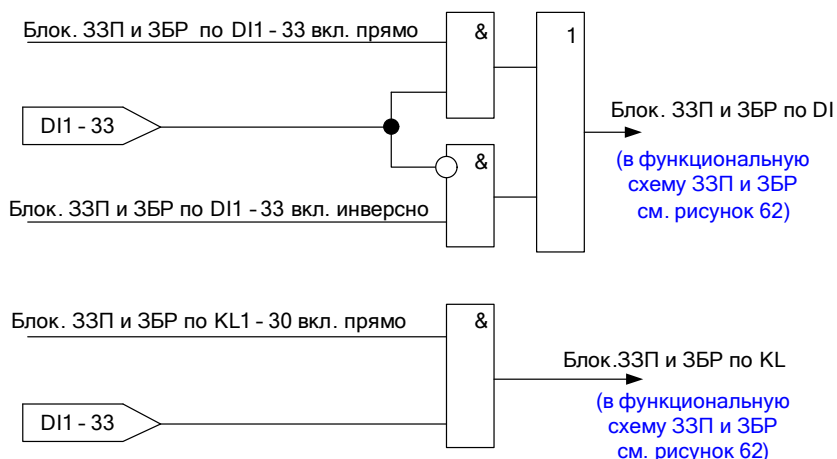 Блок. ЗЗП и ЗБР по DI1 - 33 вкл. прямо
&
1
DI1 - 33
Блок. ЗЗП и ЗБР по DI
(в функциональную
схему ЗЗП и ЗБР
см. рисунок 62)
&
Блок. ЗЗП и ЗБР по DI1 - 33 вкл. инверсно
Блок. ЗЗП и ЗБР по KL1 - 30 вкл. прямо
&
Блок.ЗЗП и ЗБР по KL
DI1 - 33
(в функциональную
схему ЗЗП и ЗБР
см. рисунок 62)